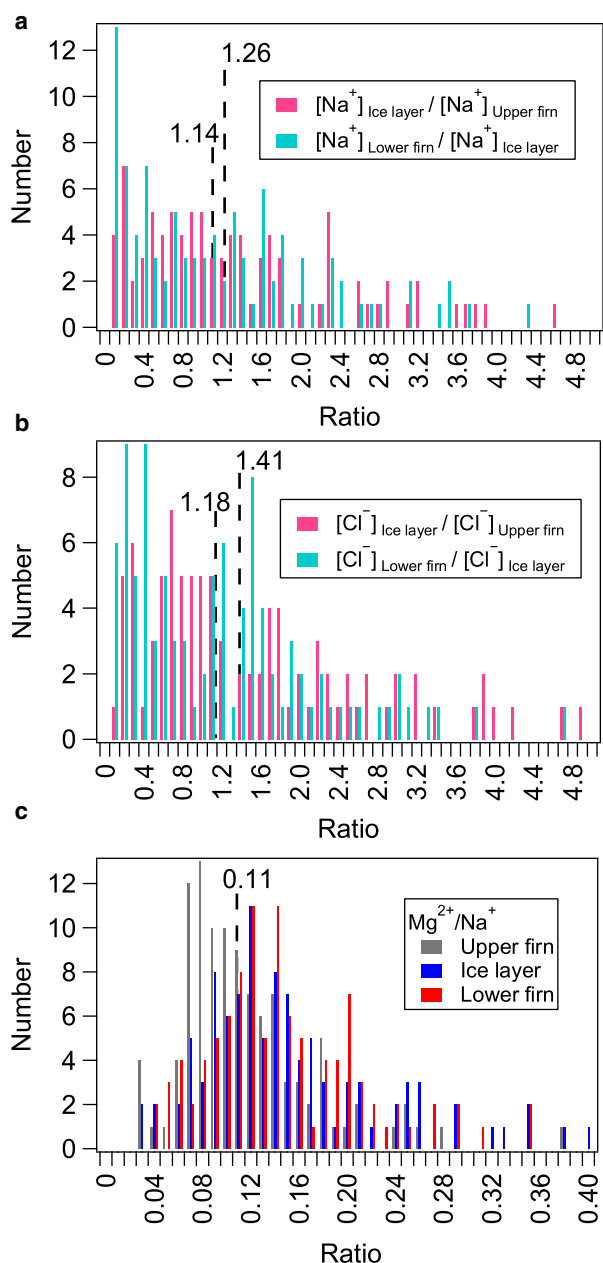 a
12
10
8
6
4
2
0
Number
1.26
1.14
[Na+] Ice layer / [Na+] Upper firn
[Na+] Lower firn / [Na+] Ice layer
0 0.4 0.8 1.2 1.6 2.0 2.4 2.8 3.2 3.6 4.0 4.4 4.8
Ratio
b
8
6
4
2
0
Number
1.41
1.18
[Cl−] Ice layer / [Cl−] Upper firn
[Cl−] Lower firn / [Cl−] Ice layer
0 0.4 0.8 1.2 1.6 2.0 2.4 2.8 3.2 3.6 4.0 4.4 4.8
Ratio
c
12
10
8
6
4
2
0
Number
0.11
Mg2+/Na+
Upper firn
Ice layer
Lower firn
0 0.04 0.08 0.12 0.16 0.20 0.24 0.28 0.32 0.36 0.40
Ratio